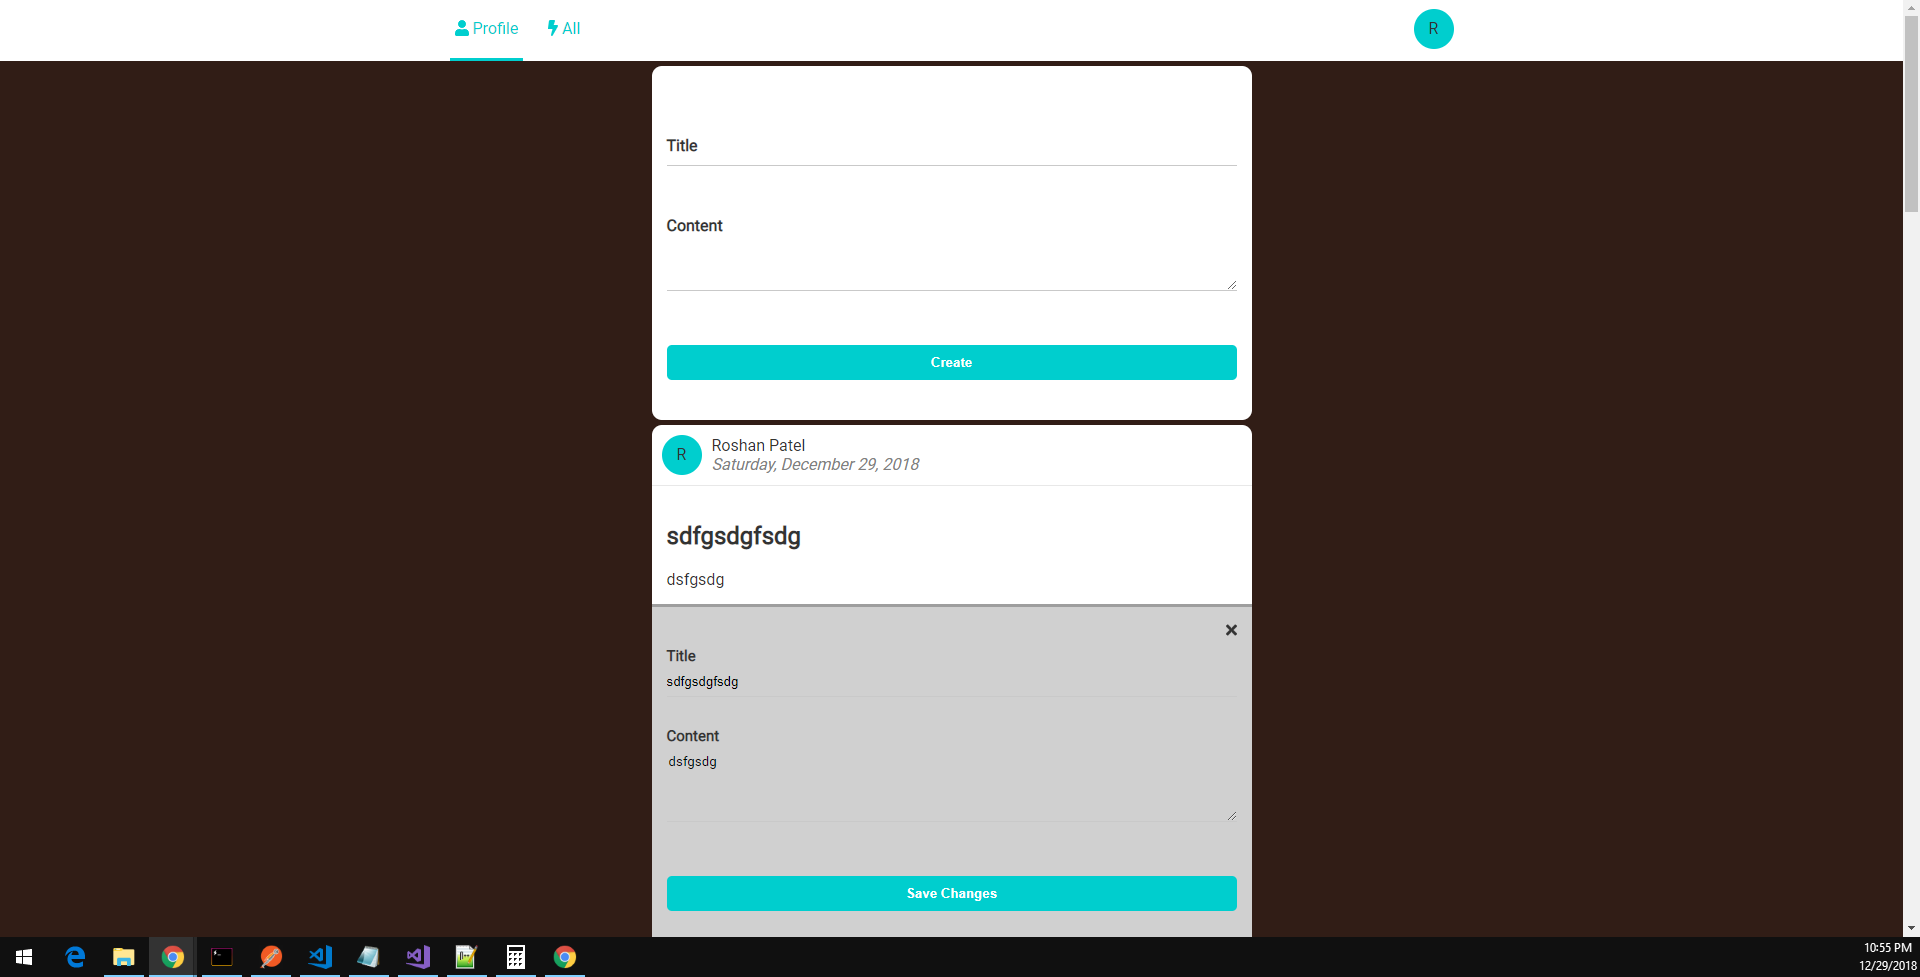 Profile All R
Title
Content
Create
R
Roshan Patel
Saturday, December 29, 2018
sdfgsdgfsdg
dsfgsdg
Title
sdfgsdgfsdg
Content
dsfgsdg
Save Changes
10:55 PM
12/29/2018